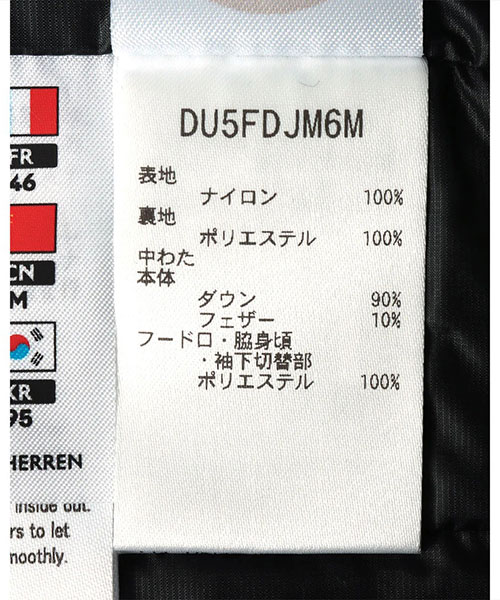 FR
46
CN
M
KR
95
HERREN
inside out.
rs to let
moothly.
DU5FDJM6M
表地
ナイロン 100%
裏地
ポリエステル 100%
中わた
本体
ダウン 90%
フェザー 10%
フード口・脇身頃
・袖下切替部
ポリエステル 100%